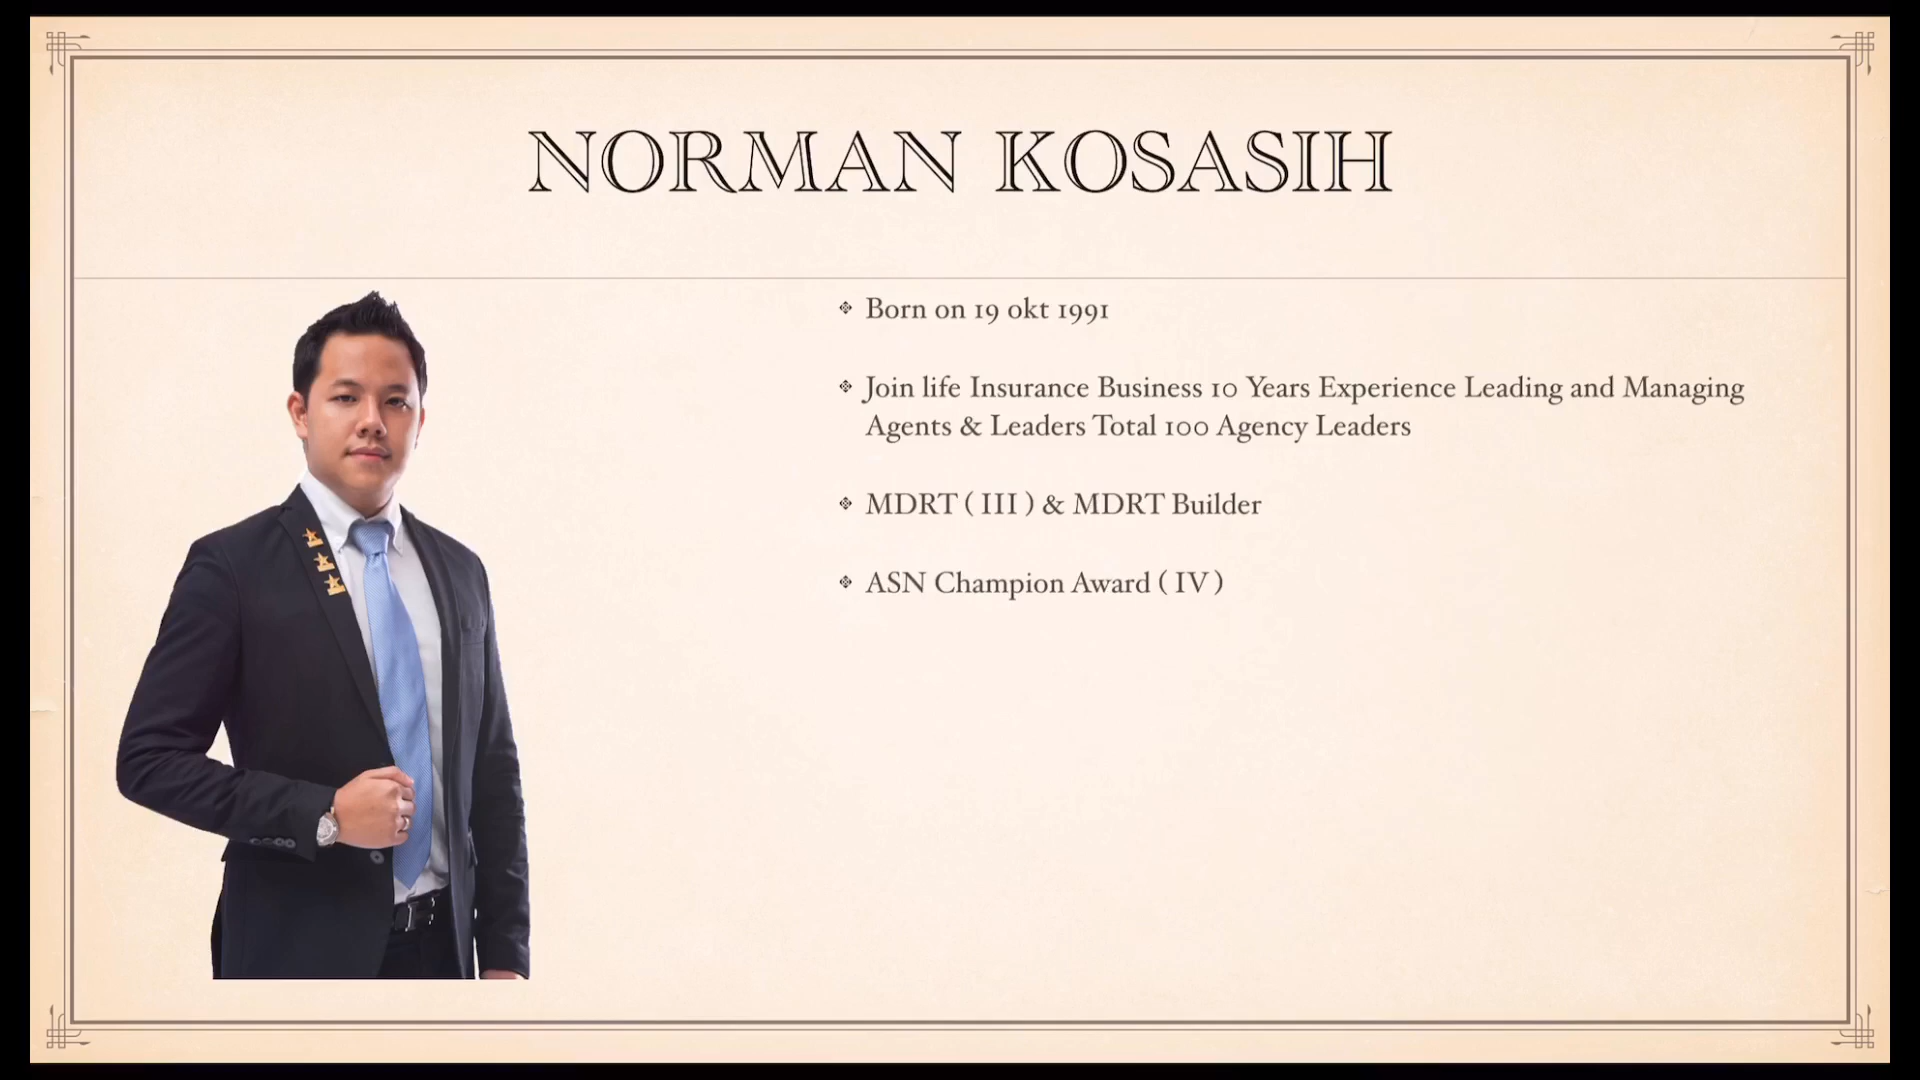 NORMAN KOSASIH
Born on 19 okt 1991
Join life Insurance Business 10 Years Experience Leading and Managing
Agents & Leaders Total 100 Agency Leaders
MDRT ( III ) & MDRT Builder
ASN Champion Award ( IV )